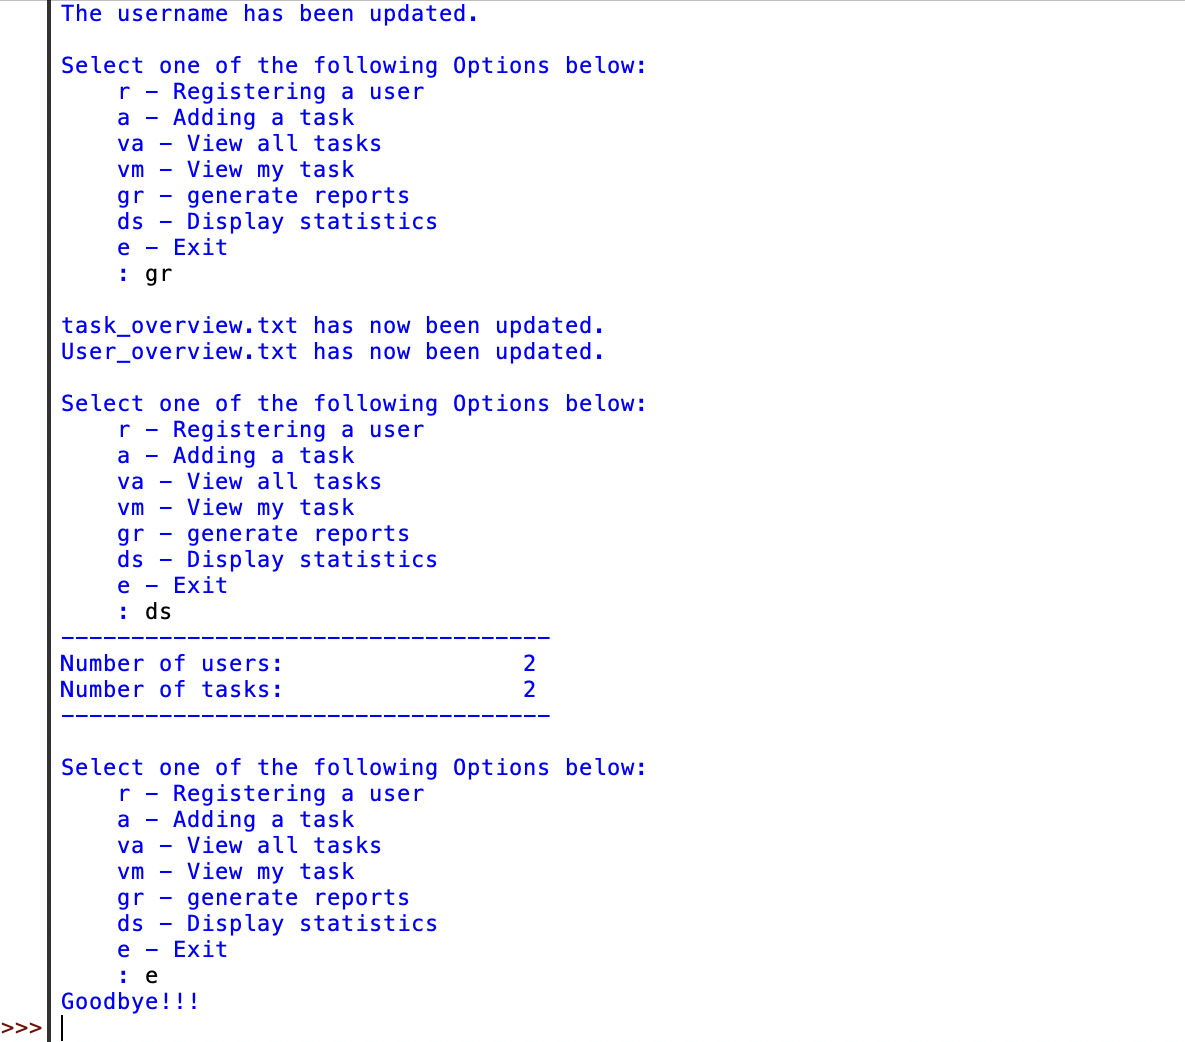 The username has been updated.

Select one of the following Options below:
    r - Registering a user
    a - Adding a task
    va - View all tasks
    vm - View my task
    gr - generate reports
    ds - Display statistics
    e - Exit
    : gr

task_overview.txt has now been updated.
User_overview.txt has now been updated.

Select one of the following Options below:
    r - Registering a user
    a - Adding a task
    va - View all tasks
    vm - View my task
    gr - generate reports
    ds - Display statistics
    e - Exit
    : ds
-----------------------------------
Number of users:                 2
Number of tasks:                 2
-----------------------------------

Select one of the following Options below:
    r - Registering a user
    a - Adding a task
    va - View all tasks
    vm - View my task
    gr - generate reports
    ds - Display statistics
    e - Exit
    : e
Goodbye!!!
>>>